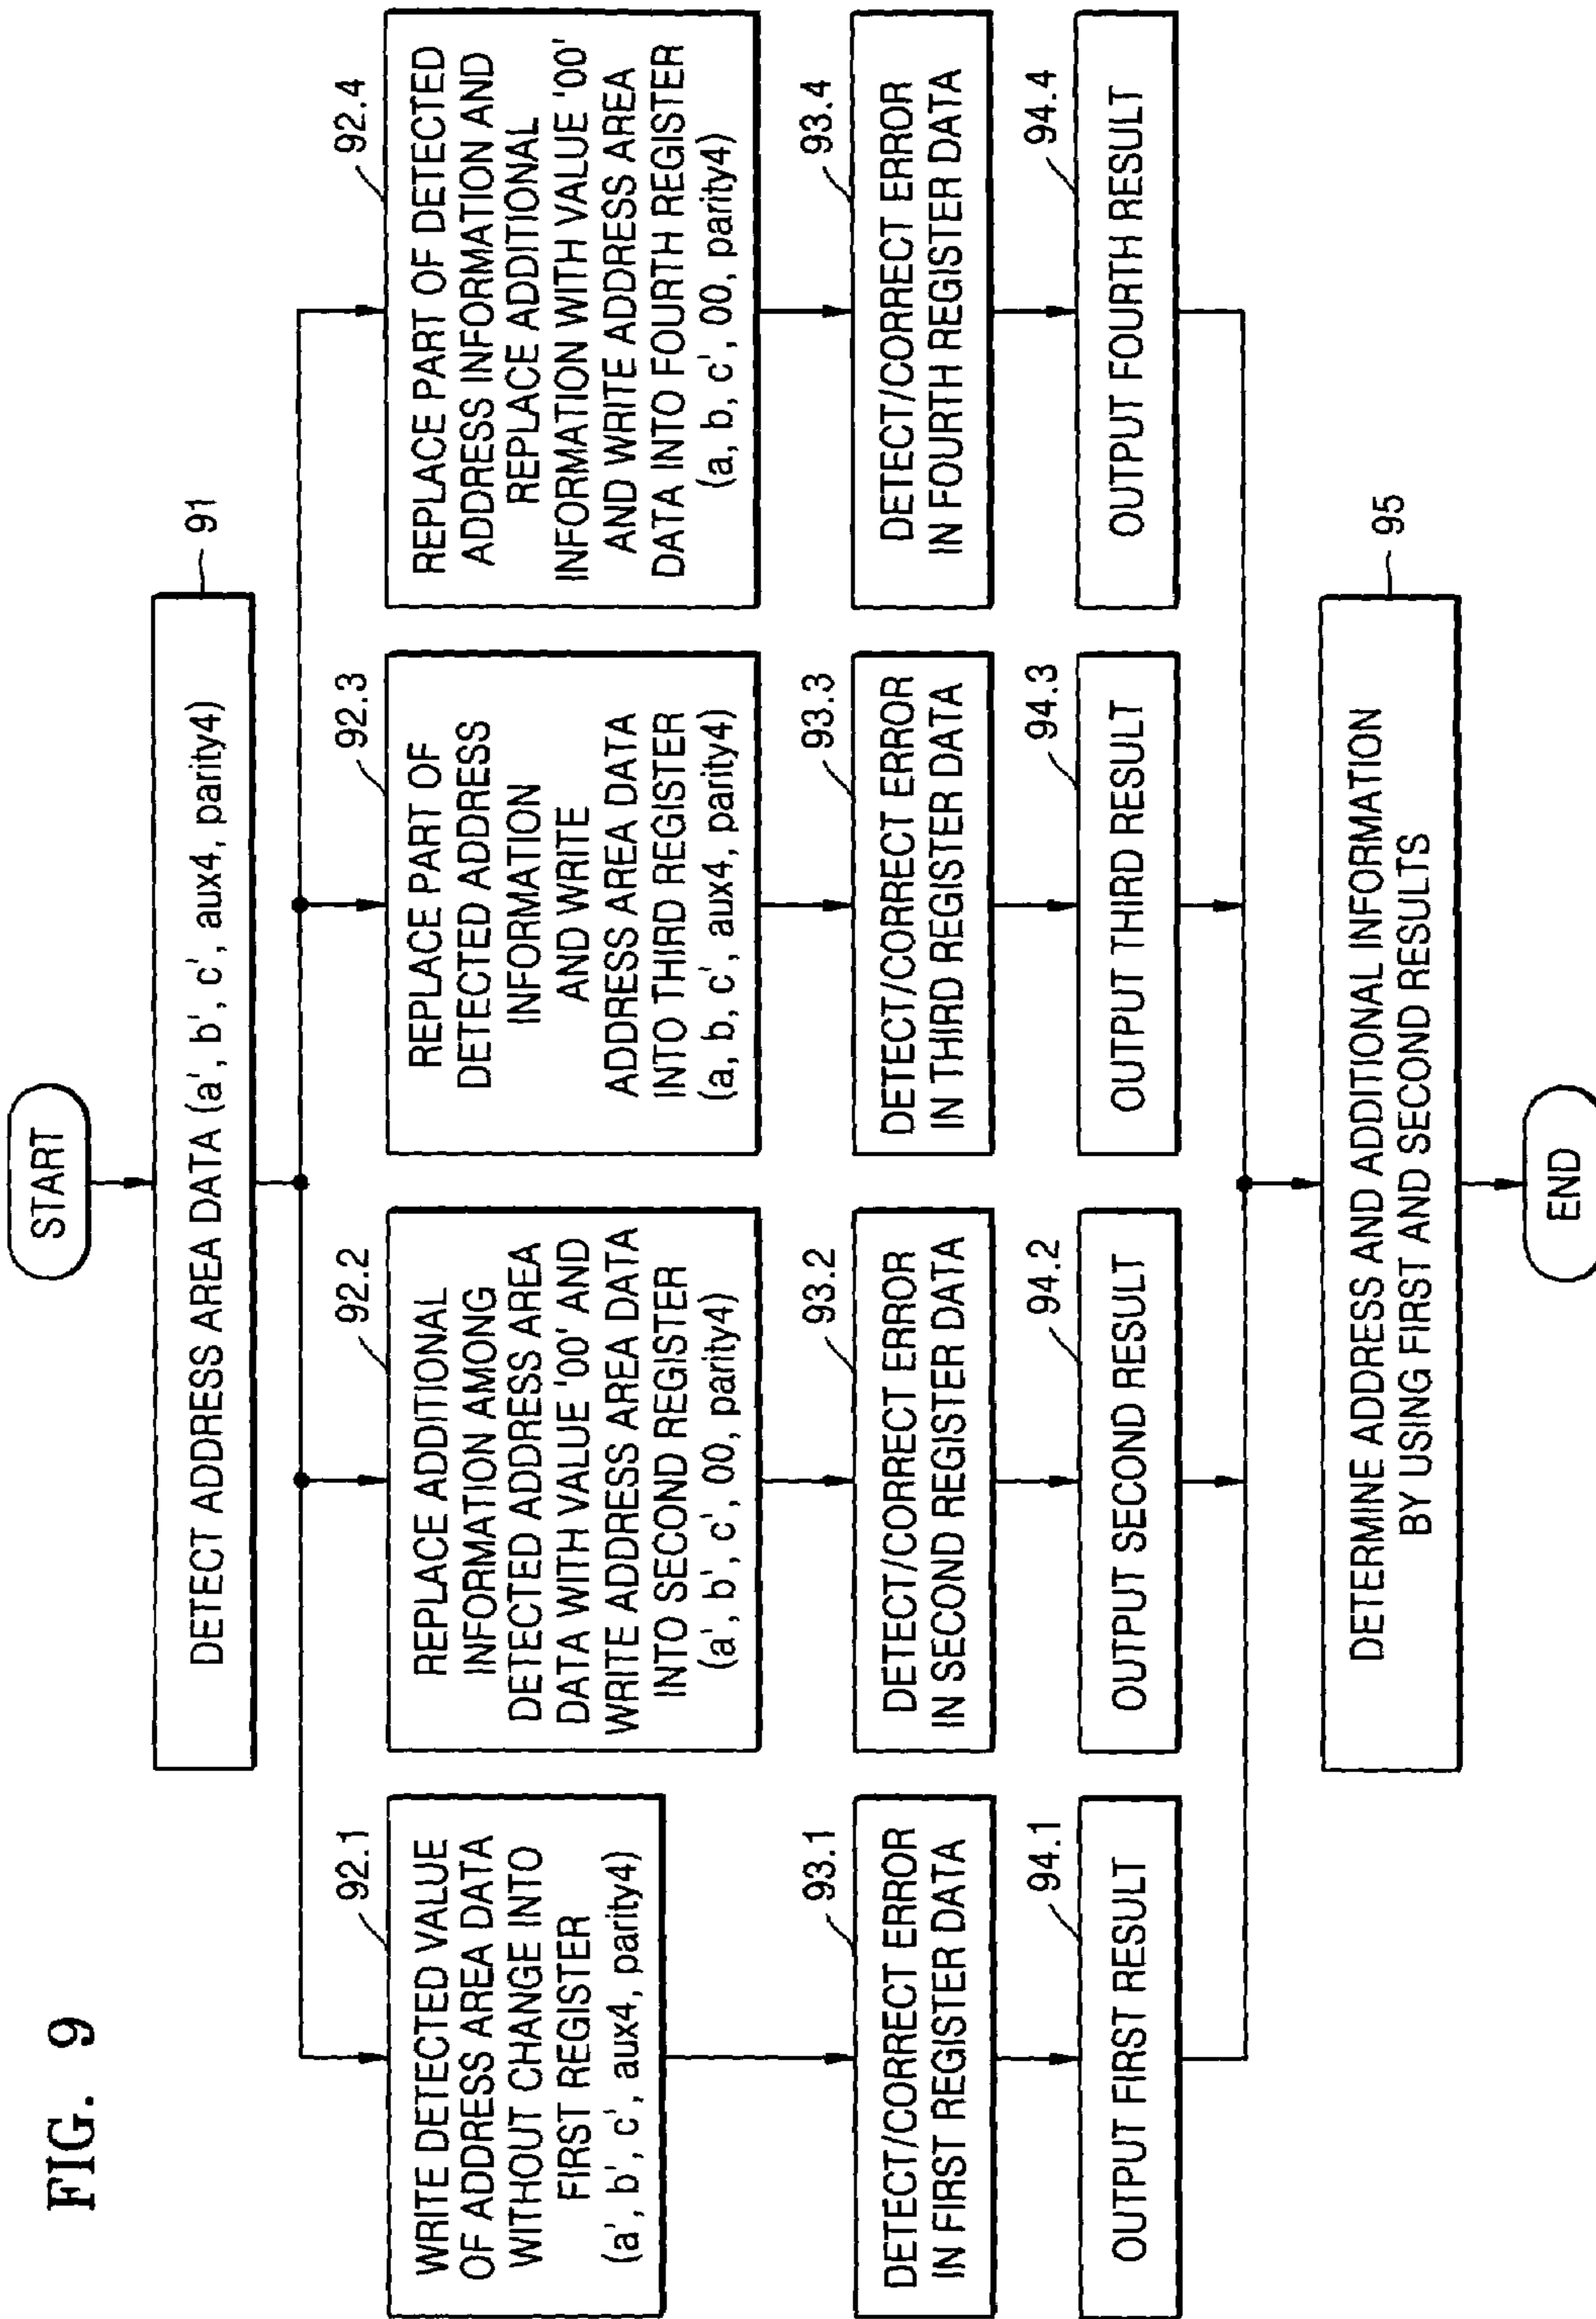 FIG. 9
START
DETECT ADDRESS AREA DATA (a', b', c', aux4, parity4)
91
92.1
WRITE DETECTED VALUE
OF ADDRESS AREA DATA
WITHOUT CHANGE INTO
FIRST REGISTER
(a', b', c', aux4, parity4)
92.2
REPLACE ADDITIONAL
INFORMATION AMONG
DETECTED ADDRESS AREA
DATA WITH VALUE '00' AND
WRITE ADDRESS AREA DATA
INTO SECOND REGISTER
(a', b', c', 00, parity4)
92.3
REPLACE PART OF
DETECTED ADDRESS
INFORMATION
AND WRITE
ADDRESS AREA DATA
INTO THIRD REGISTER
(a, b, c', aux4, parity4)
92.4
REPLACE PART OF DETECTED
ADDRESS INFORMATION AND
REPLACE ADDITIONAL
INFORMATION WITH VALUE '00'
AND WRITE ADDRESS AREA
DATA INTO FOURTH REGISTER
(a, b, c', 00, parity4)
93.1
DETECT/CORRECT ERROR
IN FIRST REGISTER DATA
93.2
DETECT/CORRECT ERROR
IN SECOND REGISTER DATA
93.3
DETECT/CORRECT ERROR
IN THIRD REGISTER DATA
93.4
DETECT/CORRECT ERROR
IN FOURTH REGISTER DATA
94.1
OUTPUT FIRST RESULT
94.2
OUTPUT SECOND RESULT
94.3
OUTPUT THIRD RESULT
94.4
OUTPUT FOURTH RESULT
95
DETERMINE ADDRESS AND ADDITIONAL INFORMATION
BY USING FIRST AND SECOND RESULTS
END